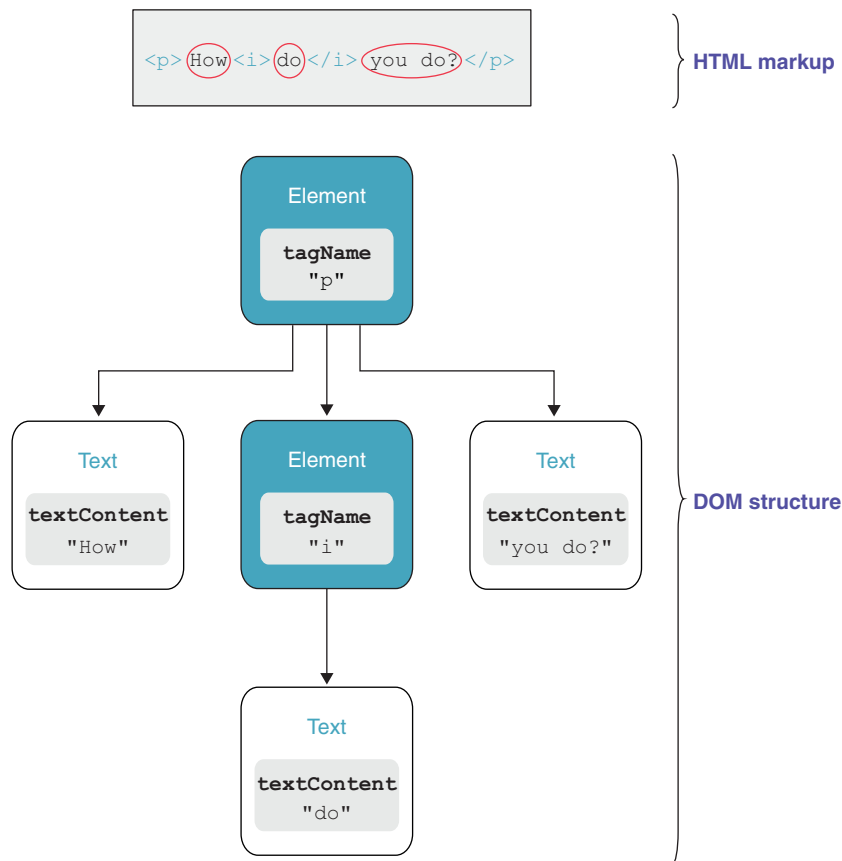 <p>How<i>do</i> you do?</p>
HTML markup
Element
tagName
"p"
Text
textContent
"How"
Element
tagName
"i"
Text
textContent
"you do?"
DOM structure
Text
textContent
"do"